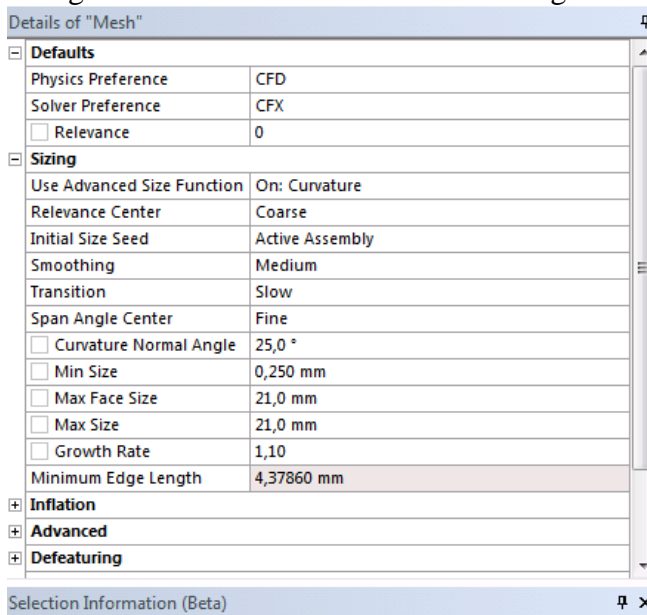 Details of "Mesh"
Defaults
Physics Preference CFD
Solver Preference CFX
Relevance 0
Sizing
Use Advanced Size Function On: Curvature
Relevance Center Coarse
Initial Size Seed Active Assembly
Smoothing Medium
Transition Slow
Span Angle Center Fine
Curvature Normal Angle 25,0 °
Min Size 0,250 mm
Max Face Size 21,0 mm
Max Size 21,0 mm
Growth Rate 1,10
Minimum Edge Length 4,37860 mm
Inflation
Advanced
Defeaturing
Selection Information (Beta)